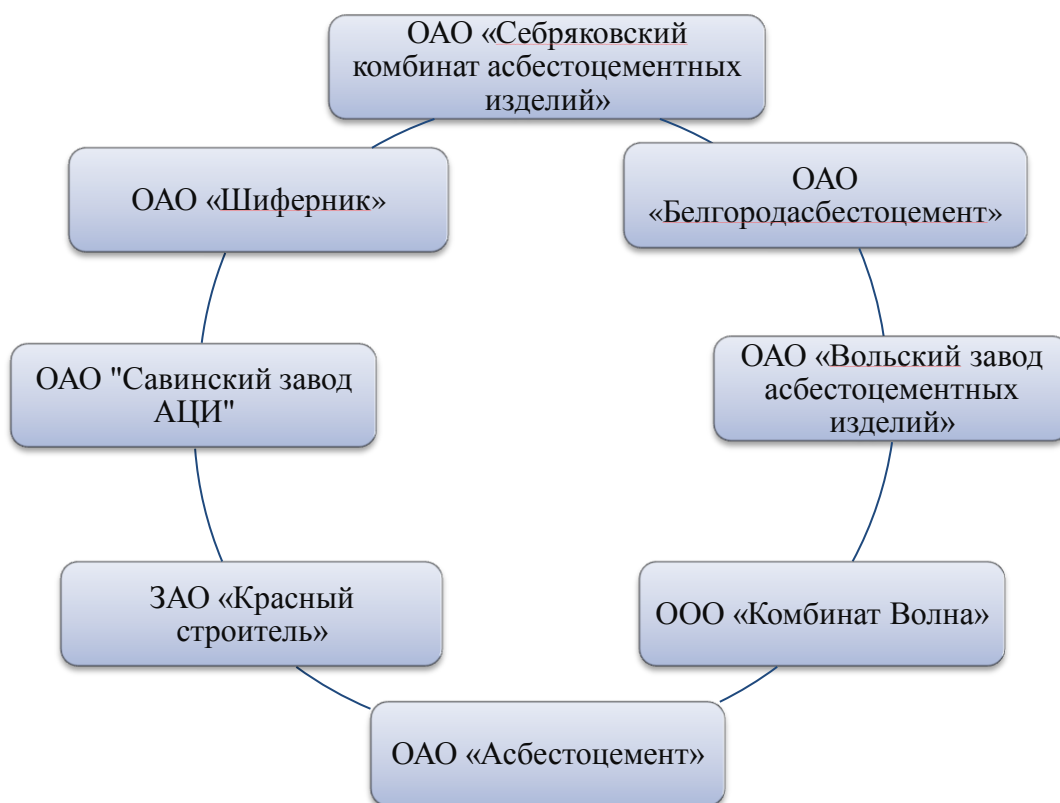 ОАО «Себряковский
комбинат асбестоцементных
изделий»
ОАО «Шиферник»
ОАО
«Белгородасбестоцемент»
ОАО "Савинский завод
АЦИ"
ОАО «Вольский завод
асбестоцементных
изделий»
ЗАО «Красный
строитель»
ООО «Комбинат Волна»
ОАО «Асбестоцемент»